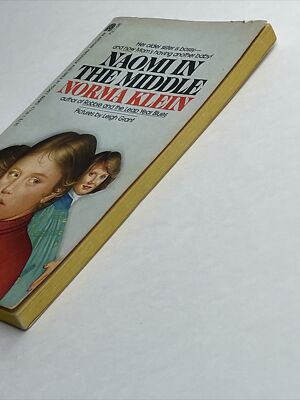 Her older sister is bossy—
and now Mom's having another baby!
NAOMI IN
THE MIDDLE
NORMA KLEIN
author of Robbie and the Leap Year Blues
Pictures by Leigh Grant